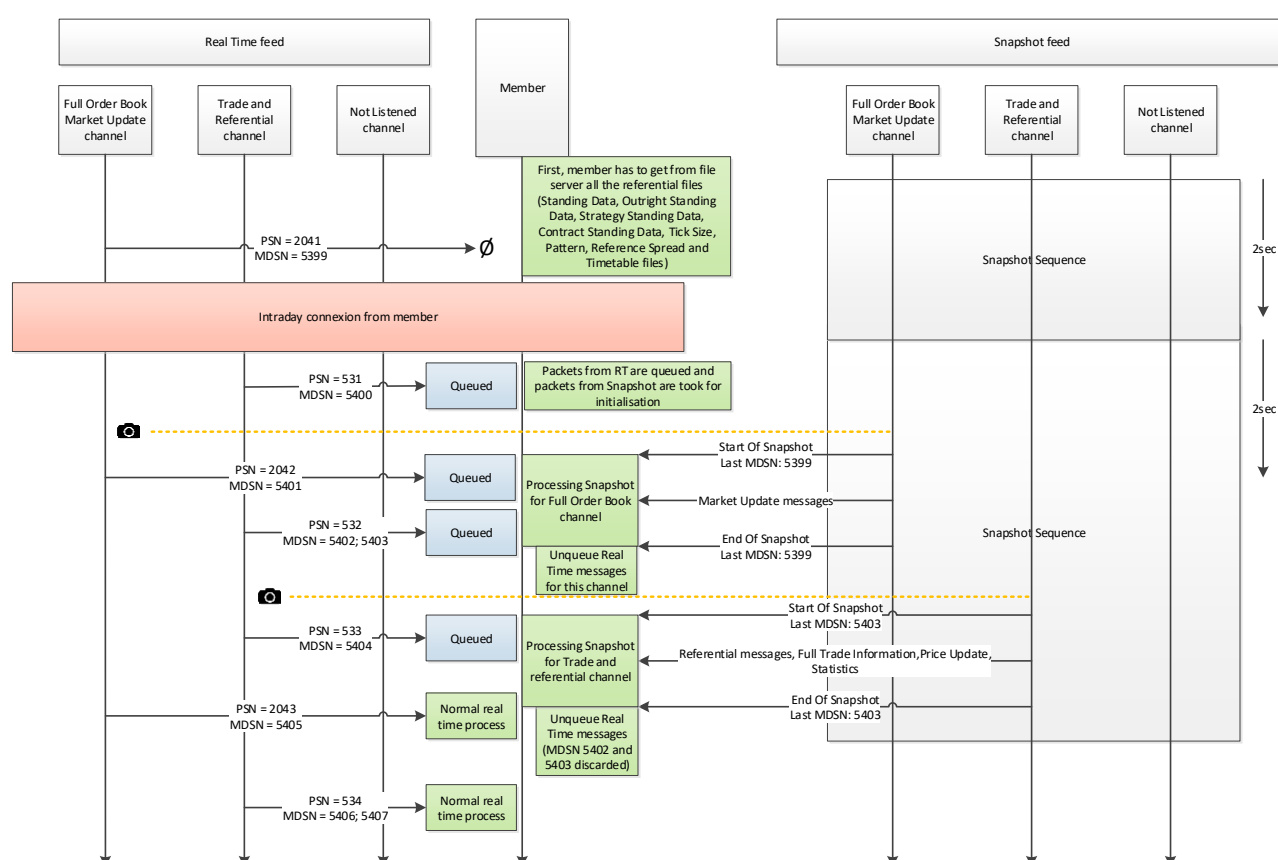 Real Time feed
Member
Snapshot feed
Full Order Book
Market Update
channel
Trade and
Referential
channel
Not Listened
channel
Full Order Book
Market Update
channel
Trade and
Referential
channel
Not Listened
channel
First, member has to get from file
server all the referential files
(Standing Data, Outright Standing
Data, Strategy Standing Data,
Contract Standing Data, Tick Size,
Pattern, Reference Spread and
Timetable files)
PSN = 2041
MDSN = 5399
Ø
Snapshot Sequence
2sec
Intraday connexion from member
PSN = 531
MDSN = 5400
Queued
Packets from RT are queued and
packets from Snapshot are took for
initialisation
2sec
Start Of Snapshot
Last MDSN: 5399
PSN = 2042
MDSN = 5401
Queued
Processing Snapshot
for Full Order Book
channel
Market Update messages
PSN = 532
MDSN = 5402; 5403
Queued
End Of Snapshot
Last MDSN: 5399
Snapshot Sequence
Unqueue Real
Time messages
for this channel
Start Of Snapshot
Last MDSN: 5403
PSN = 533
MDSN = 5404
Queued
Processing Snapshot
for Trade and
referential channel
Referential messages, Full Trade Information,Price Update,
Statistics
PSN = 2043
MDSN = 5405
Normal real
time process
End Of Snapshot
Last MDSN: 5403
Unqueue Real
Time messages
(MDSN 5402 and
5403 discarded)
PSN = 534
MDSN = 5406; 5407
Normal real
time process